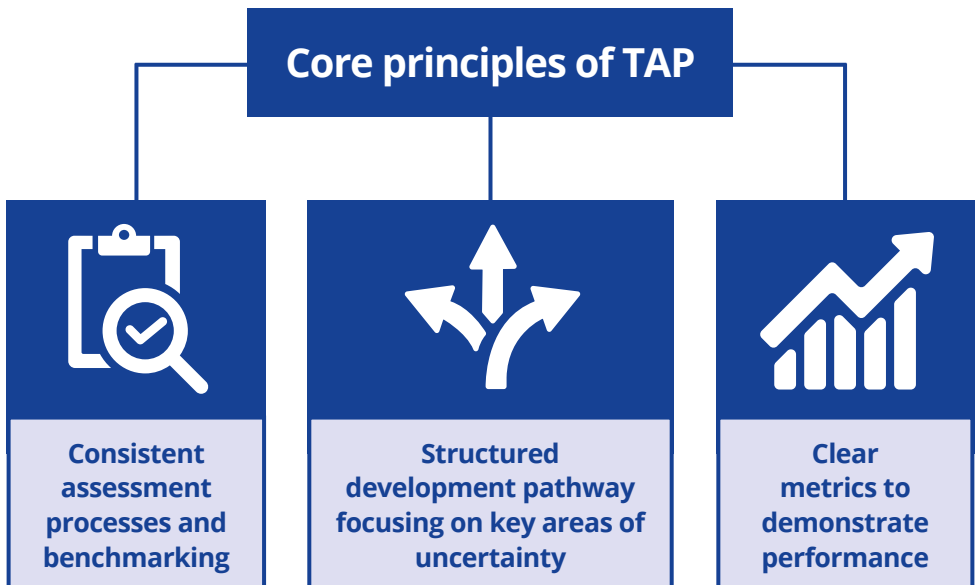 Core principles of TAP
Consistent
assessment
processes and
benchmarking
Structured
development pathway
focusing on key areas of
uncertainty
Clear
metrics to
demonstrate
performance